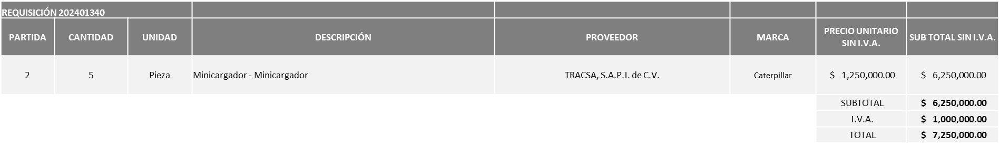 REQUISICIÓN 202401340
PARTIDA CANTIDAD UNIDAD DESCRIPCIÓN PROVEEDOR MARCA PRECIO UNITARIO SIN I.V.A. SUB TOTAL SIN I.V.A.
2 5 Pieza Minicargador - Minicargador TRACSA, S.A.P.I. de C.V. Caterpillar $ 1,250,000.00 $ 6,250,000.00
SUBTOTAL $ 6,250,000.00
I.V.A. $ 1,000,000.00
TOTAL $ 7,250,000.00